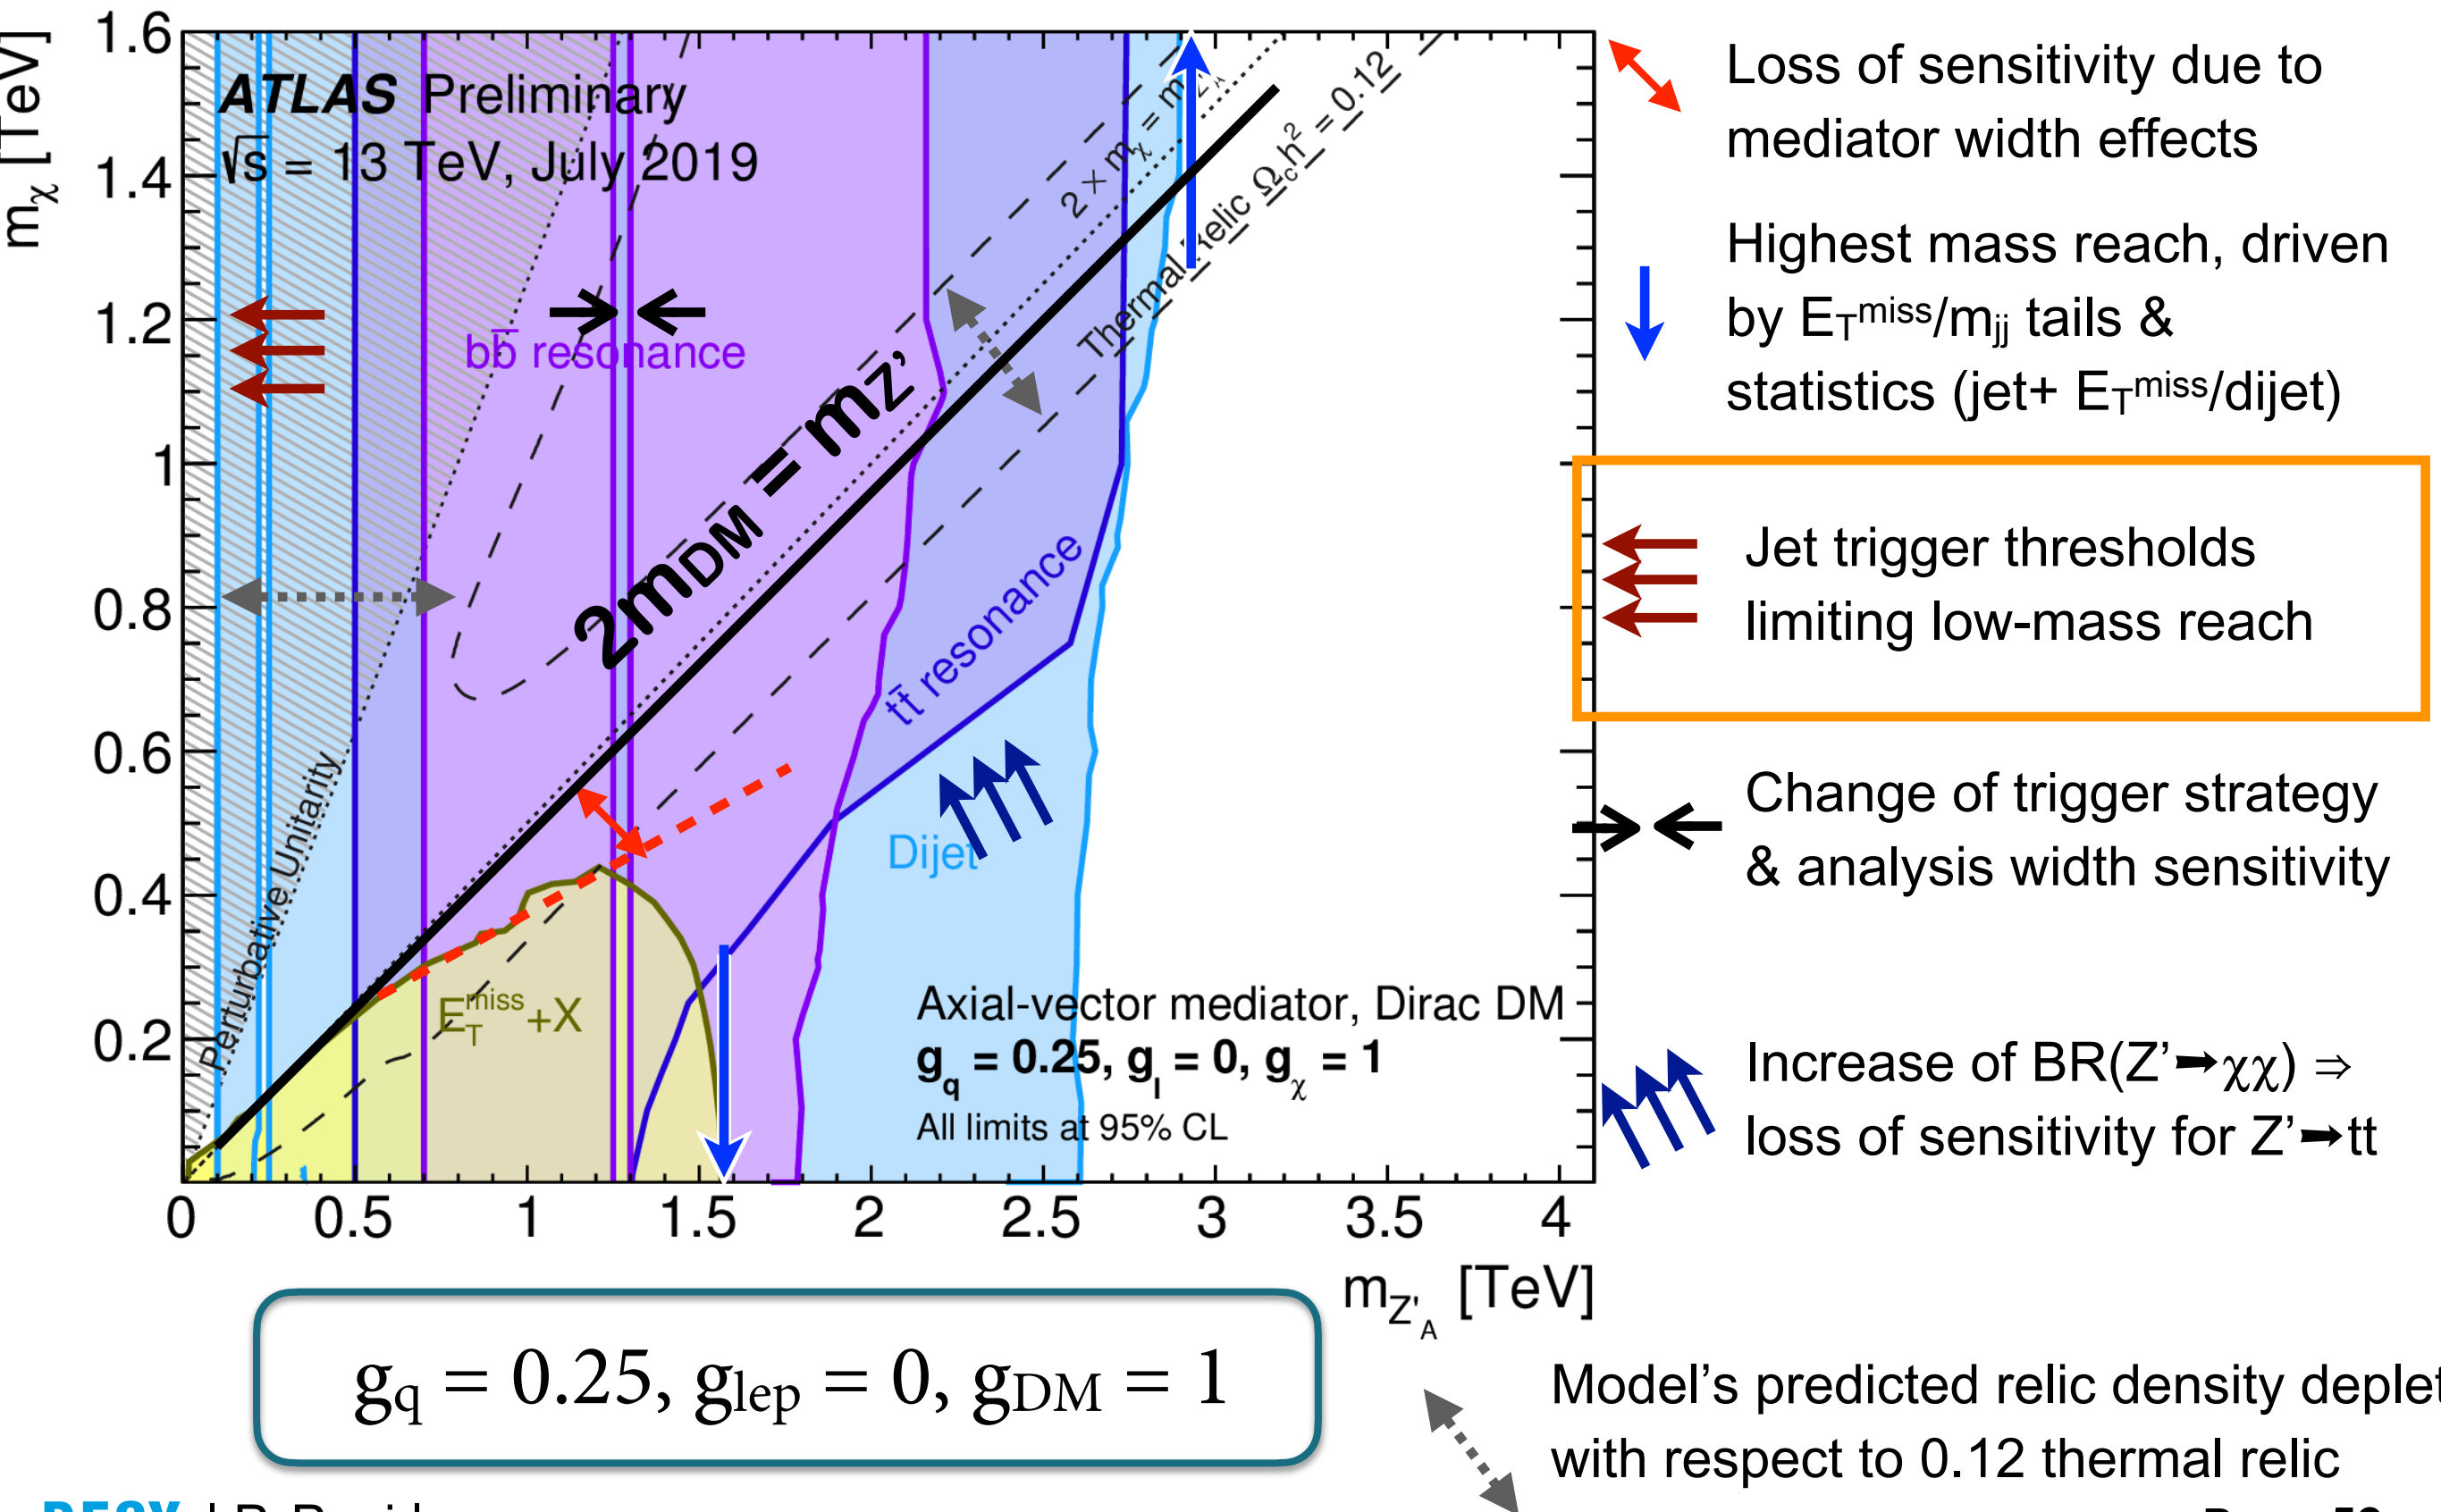 1.6
1.4
1.2
1
0.8
0.6
0.4
0.2
m_χ [TeV]
ATLAS Preliminary
√s = 13 TeV, July 2019
bb̄ resonance
2mDM = mZ’
2 × m_χ = m_Z'_A
Thermal Relic Ω_c h² = 0.12
Perturbative Unitarity
tt̄ resonance
Dijet
E_T^miss +X
Axial-vector mediator, Dirac DM
g_q = 0.25, g_l = 0, g_χ = 1
All limits at 95% CL
0 0.5 1 1.5 2 2.5 3 3.5 4
m_Z'_A [TeV]
Loss of sensitivity due to
mediator width effects
Highest mass reach, driven
by E_T^miss/m_jj tails &
statistics (jet+ E_T^miss/dijet)
Jet trigger thresholds
limiting low-mass reach
Change of trigger strategy
& analysis width sensitivity
Increase of BR(Z’➞χχ) ⇒
loss of sensitivity for Z’➞tt
g_q = 0.25, g_lep = 0, g_DM = 1
Model’s predicted relic density deplet
with respect to 0.12 thermal relic
DESY.